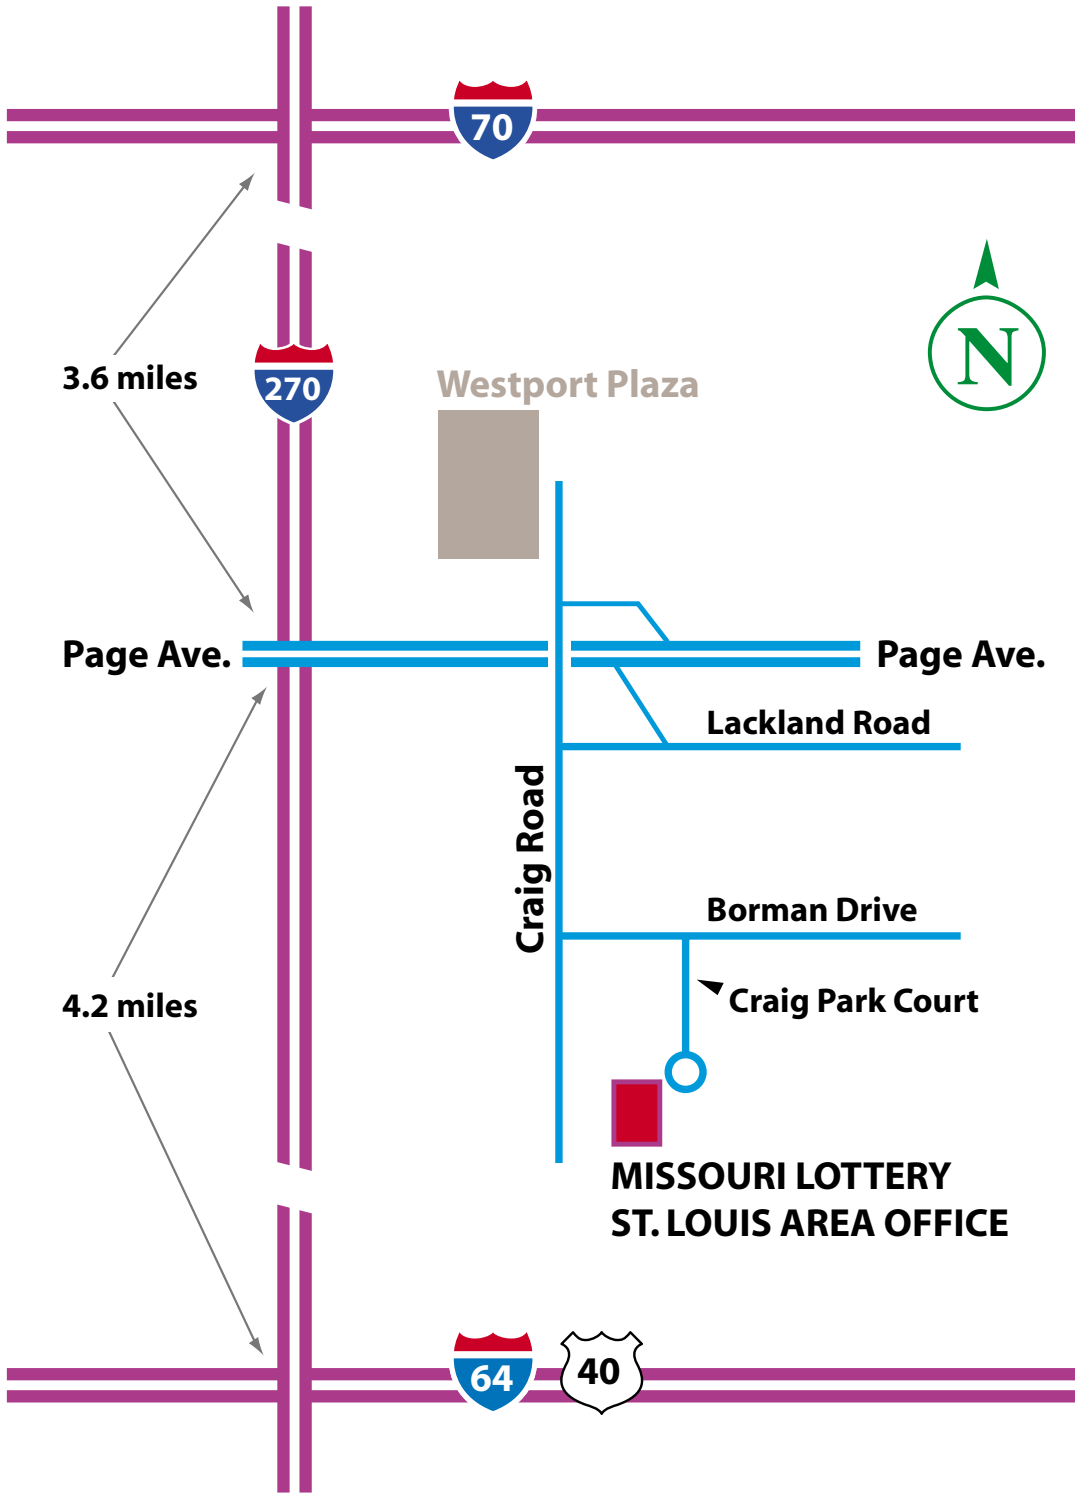 70
3.6 miles
270
Westport Plaza
N
Page Ave.
Page Ave.
Lackland Road
Craig Road
Borman Drive
Craig Park Court
4.2 miles
MISSOURI LOTTERY
ST. LOUIS AREA OFFICE
64
40